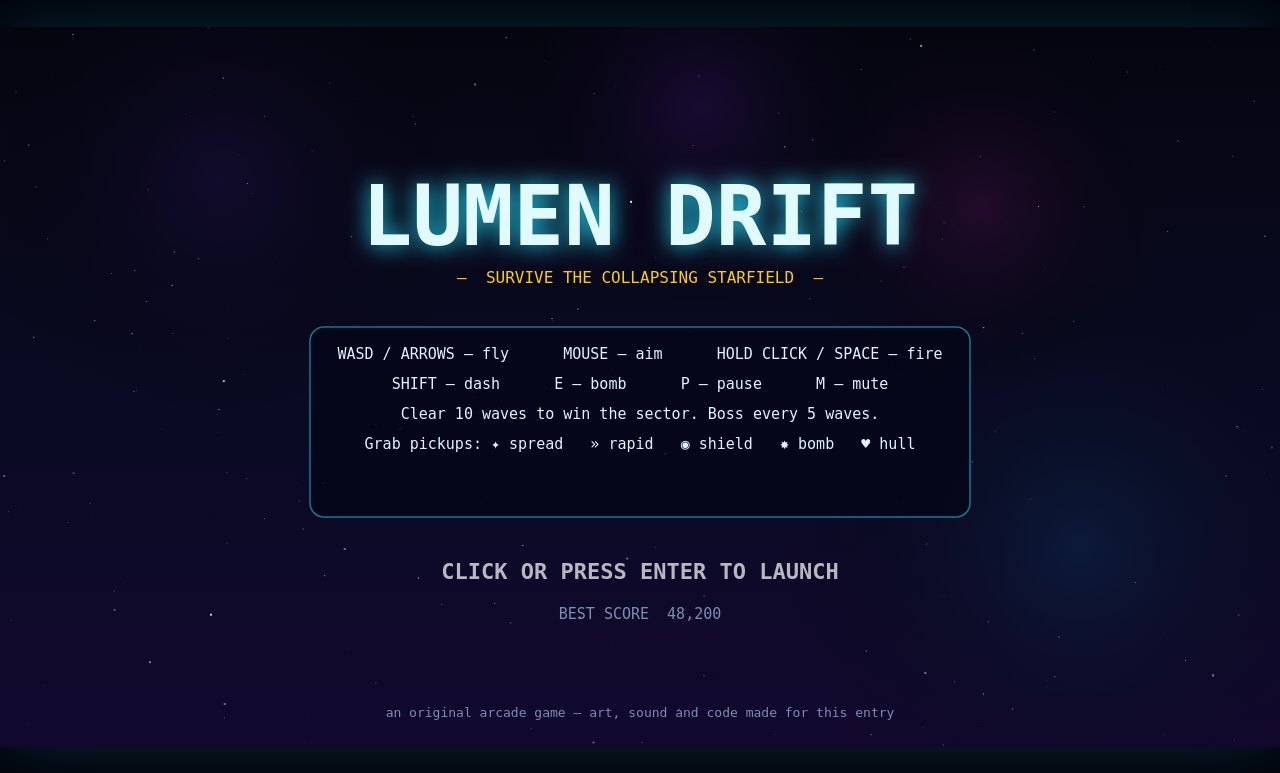 LUMEN DRIFT
— SURVIVE THE COLLAPSING STARFIELD —
WASD / ARROWS — fly MOUSE — aim HOLD CLICK / SPACE — fire
SHIFT — dash E — bomb P — pause M — mute
Clear 10 waves to win the sector. Boss every 5 waves.
Grab pickups: ✦ spread » rapid ◉ shield ✸ bomb ♥ hull
CLICK OR PRESS ENTER TO LAUNCH
BEST SCORE 48,200
an original arcade game — art, sound and code made for this entry